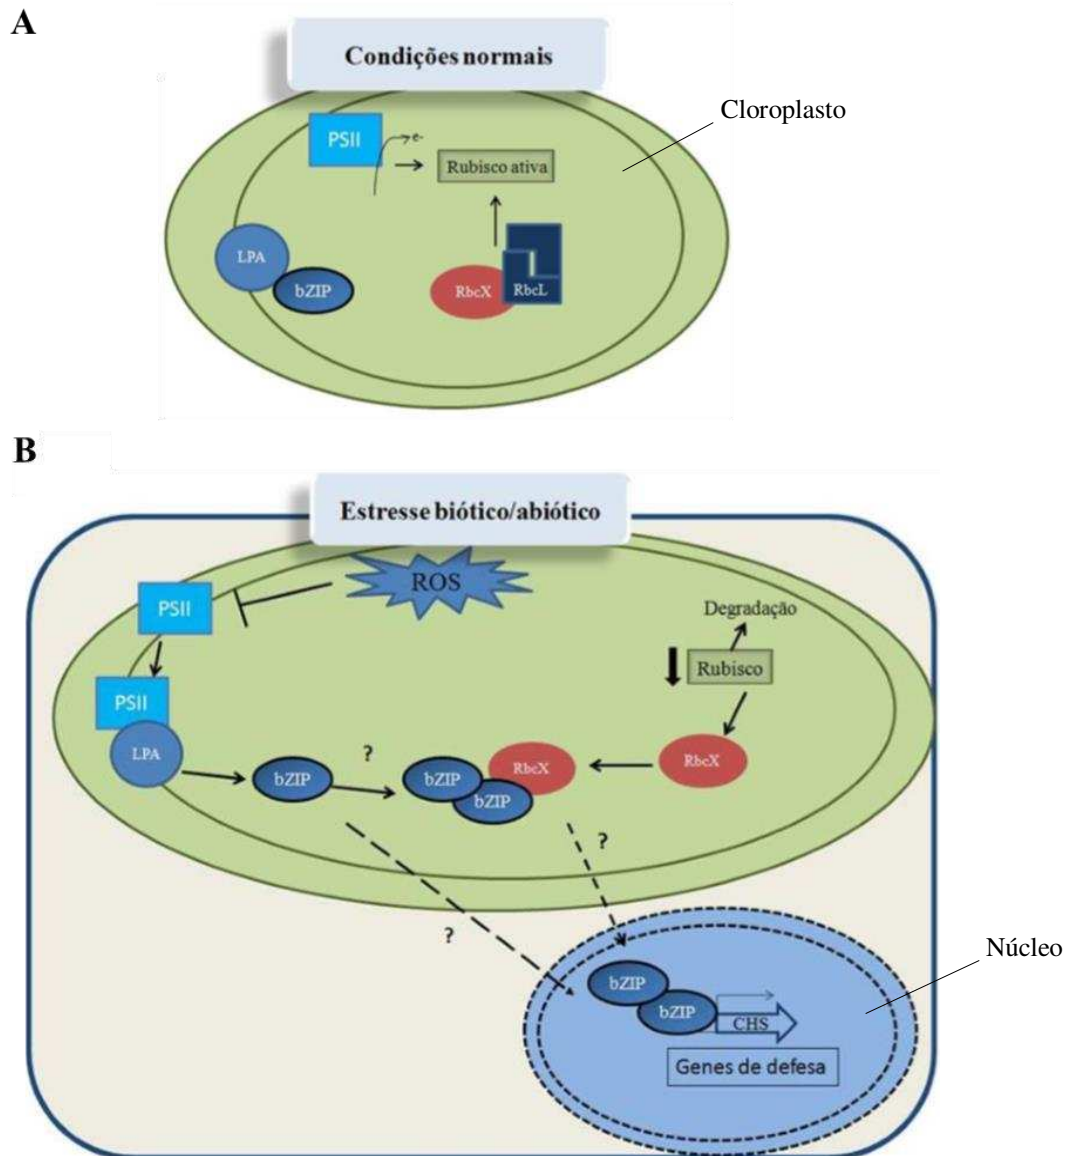 A
Condições normais
Cloroplasto
PSII
e-
Rubisco ativa
LPA
bZIP
RbcX
RbcL
B
Estresse biótico/abiótico
ROS
PSII
Degradação
Rubisco
PSII
LPA
bZIP
?
bZIP
bZIP
RbcX
RbcX
?
?
Núcleo
bZIP
bZIP
CHS
Genes de defesa